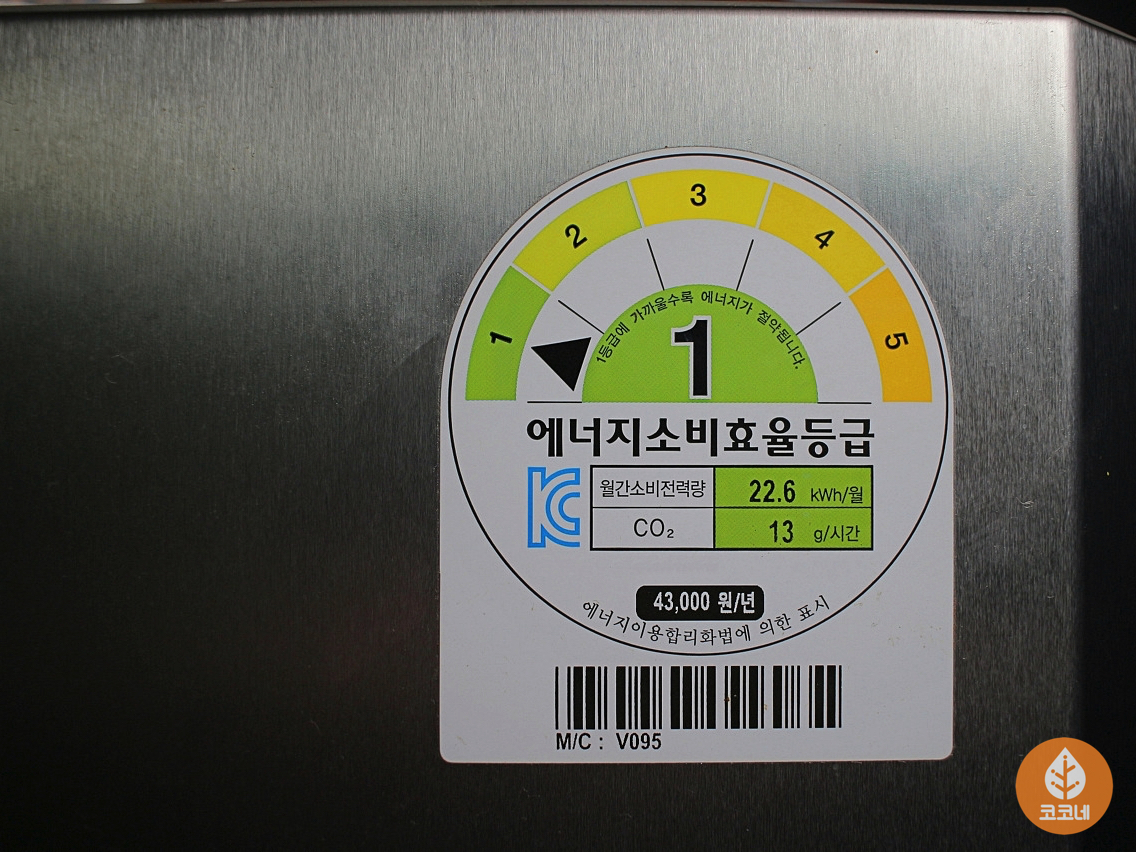 1
2
3
4
5
1등급에 가까울수록 에너지가 절약됩니다.
1
에너지소비효율등급
월간소비전력량 22.6 kWh/월
CO₂ 13 g/시간
43,000 원/년
에너지이용합리화법에 의한 표시
M/C : V095
코코네